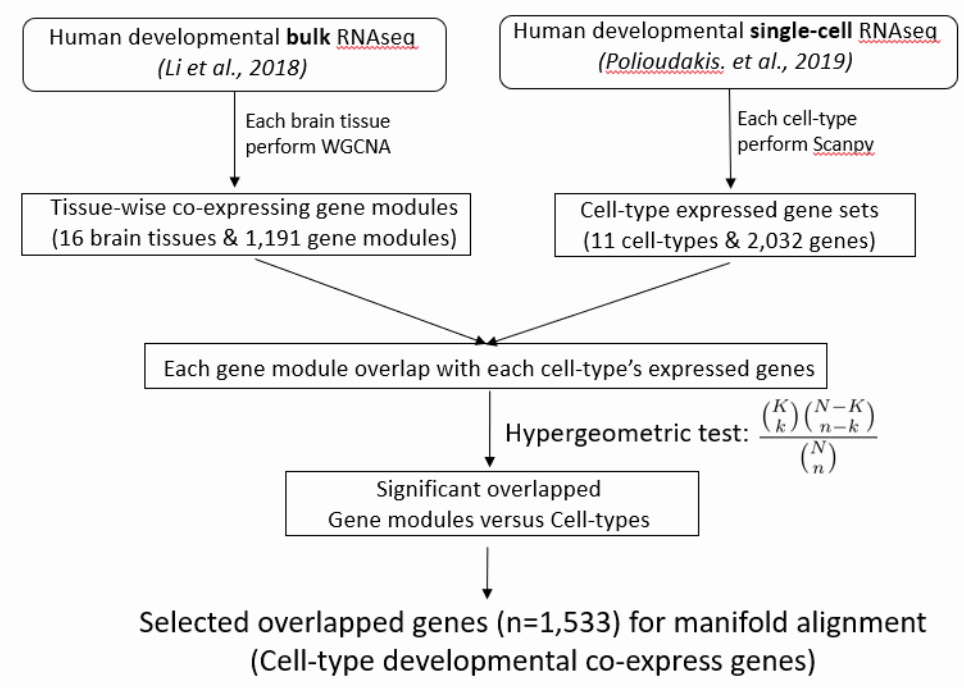 Human developmental bulk RNAseq
(Li et al., 2018)
Human developmental single-cell RNAseq
(Polioudakis. et al., 2019)
Each brain tissue
perform WGCNA
Each cell-type
perform Scanpy
Tissue-wise co-expressing gene modules
(16 brain tissues & 1,191 gene modules)
Cell-type expressed gene sets
(11 cell-types & 2,032 genes)
Each gene module overlap with each cell-type’s expressed genes
Hypergeometric test: \frac{\binom{K}{k}\binom{N-K}{n-k}}{\binom{N}{n}}
Significant overlapped
Gene modules versus Cell-types
Selected overlapped genes (n=1,533) for manifold alignment
(Cell-type developmental co-express genes)